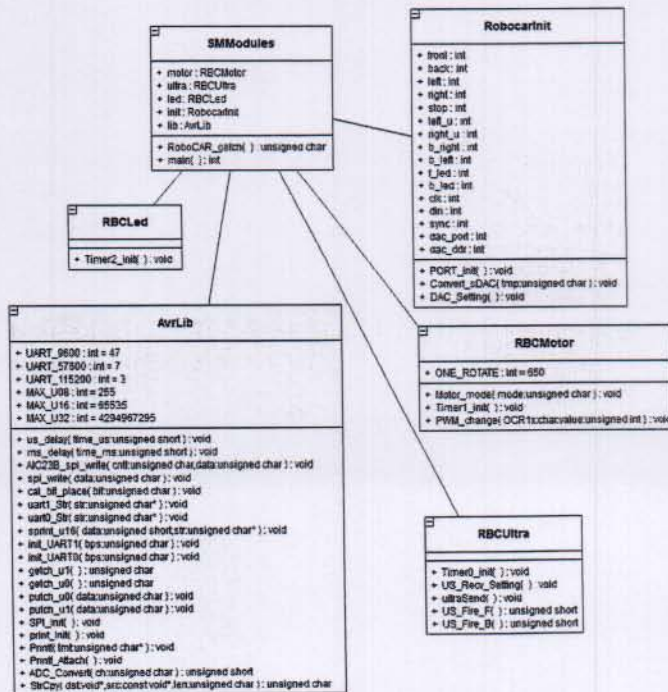 SMModules
+ motor : RBCMotor
+ ultra : RBCUltra
+ led : RBCLed
+ init : RobocarInit
+ lib : AvrLib
+ RoboCAR_getch( ) : unsigned char
+ main( ) : int
RobocarInit
+ front : int
+ back : int
+ left : int
+ right : int
+ stop : int
+ left_u : int
+ right_u : int
+ b_right : int
+ b_left : int
+ f_led : int
+ b_led : int
+ clk : int
+ din : int
+ sync : int
+ dac_port : int
+ dac_ddr : int
+ PORT_init( ) : void
+ Convert_sDAC( tmp:unsigned char ) : void
+ DAC_Setting( ) : void
RBCLed
+ Timer2_init( ) : void
AvrLib
+ UART_9600 : int = 47
+ UART_57600 : int = 7
+ UART_115200 : int = 3
+ MAX_U08 : int = 255
+ MAX_U16 : int = 65535
+ MAX_U32 : int = 4294967295
+ us_delay( time_us:unsigned short ) : void
+ ms_delay( time_ms:unsigned short ) : void
+ AIC23B_spi_write( cntl:unsigned char,data:unsigned char ) : void
+ spi_write( data:unsigned char ) : void
+ cal_bit_place( bit:unsigned char ) : void
+ uart1_Str( str:unsigned char* ) : void
+ uart0_Str( str:unsigned char* ) : void
+ sprint_u16( data:unsigned short,str:unsigned char* ) : void
+ init_UART1( bps:unsigned char ) : void
+ init_UART0( bps:unsigned char ) : void
+ getch_u1( ) : unsigned char
+ getch_u0( ) : unsigned char
+ putch_u0( data:unsigned char ) : void
+ putch_u1( data:unsigned char ) : void
+ SPI_init( ) : void
+ print_init( ) : void
+ Printf( fmt:unsigned char* ) : void
+ Printf_Attach( ) : void
+ ADC_Convert( ch:unsigned char ) : unsigned short
+ StrCpy( dst:void*,src:const void*,len:unsigned char ) : unsigned char
RBCMotor
+ ONE_ROTATE : int = 650
+ Motor_mode( mode:unsigned char ) : void
+ Timer1_init( ) : void
+ PWM_change( OCR1x:char,value:unsigned int ) : void
RBCUltra
+ Timer0_init( ) : void
+ US_Recv_Setting( ) : void
+ ultraSend( ) : void
+ US_Fire_F( ) : unsigned short
+ US_Fire_B( ) : unsigned short